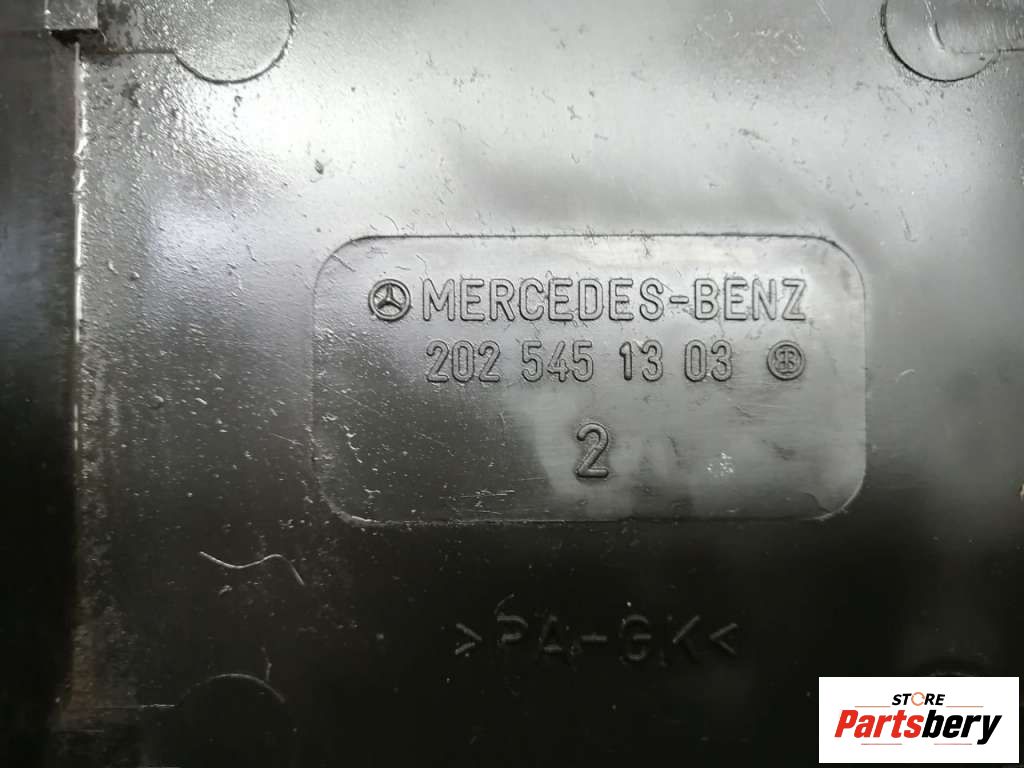 MERCEDES-BENZ
202 545 13 03
2
>PA-GK<
STORE
Partsbery